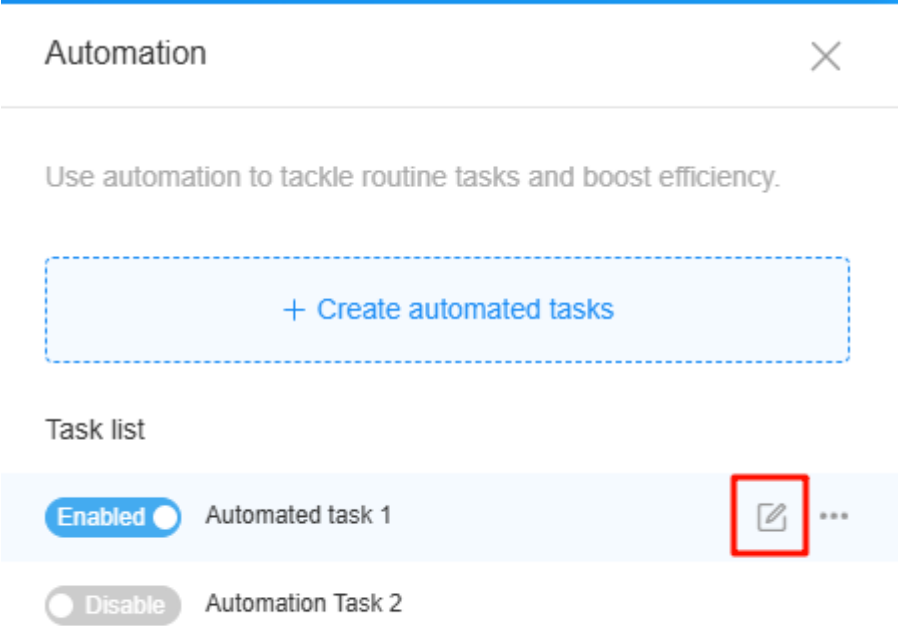 Automation
Use automation to tackle routine tasks and boost efficiency.
+ Create automated tasks
Task list
Enabled Automated task 1
Disable Automation Task 2